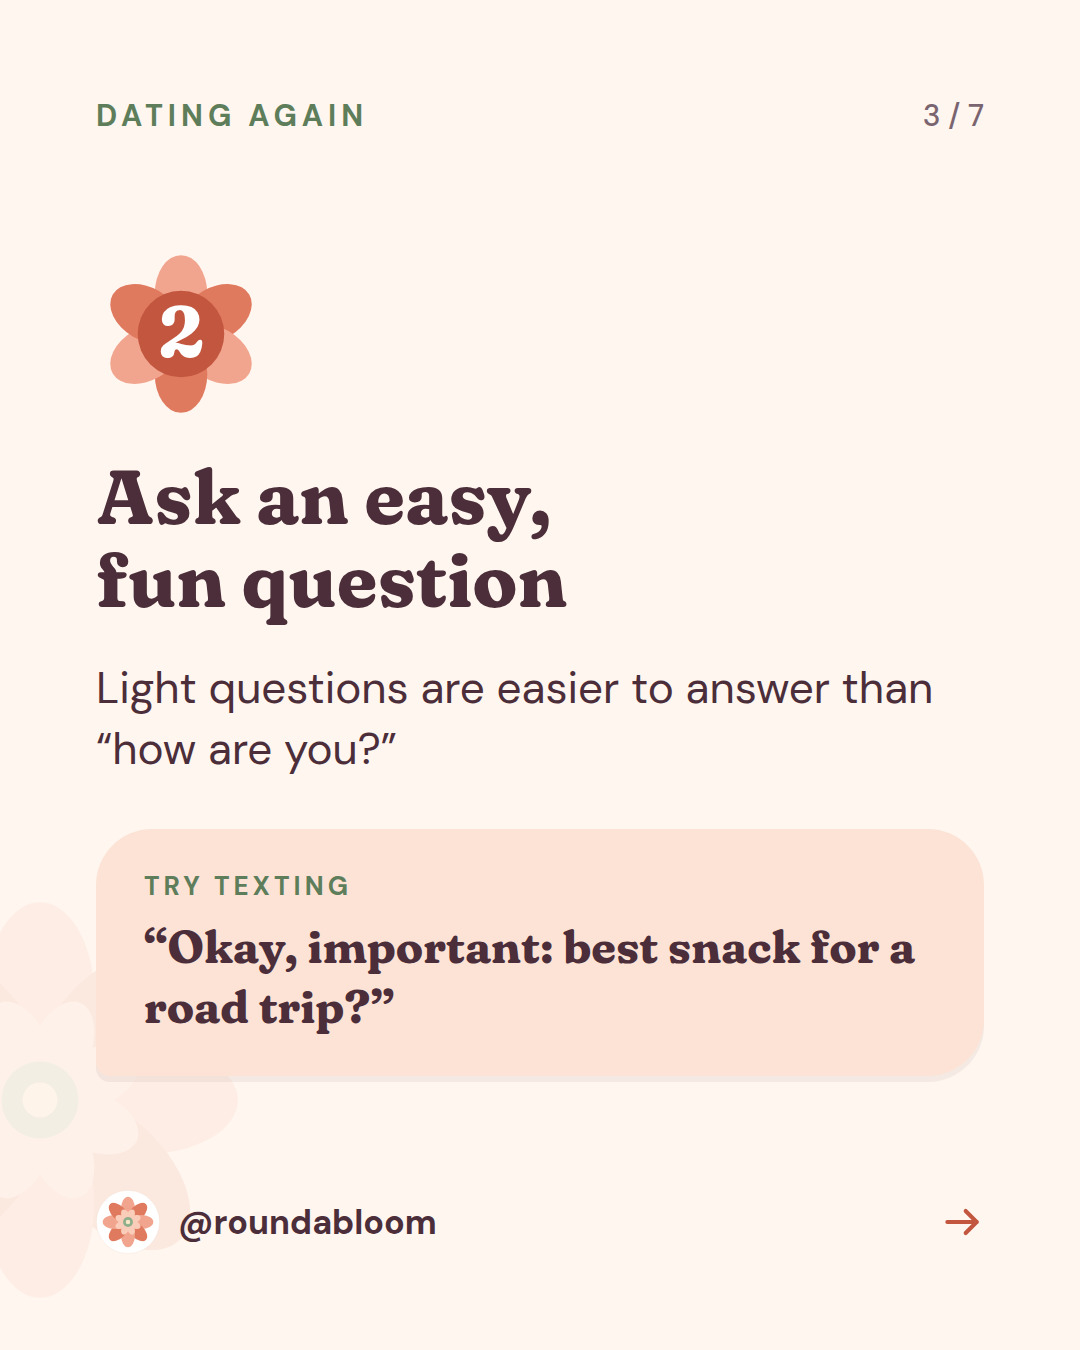 DATING AGAIN
3 / 7
2
Ask an easy,
fun question
Light questions are easier to answer than
“how are you?”
TRY TEXTING
“Okay, important: best snack for a
road trip?”
@roundabloom